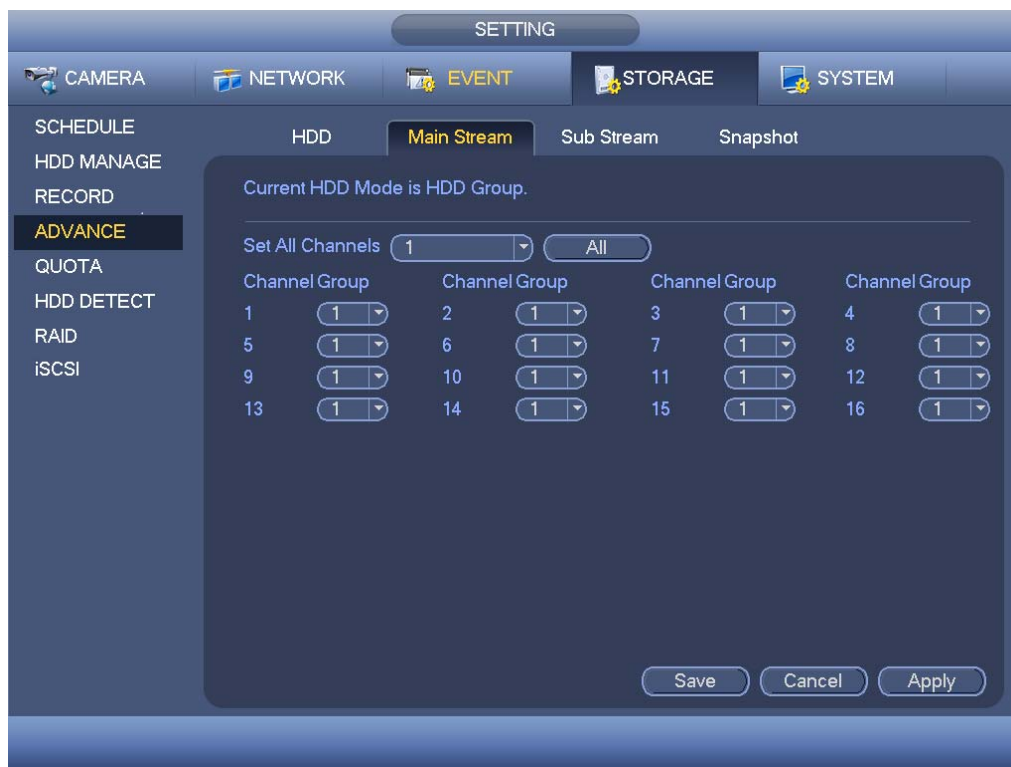 SETTING
CAMERA NETWORK EVENT STORAGE SYSTEM
SCHEDULE
HDD MANAGE
RECORD
ADVANCE
QUOTA
HDD DETECT
RAID
iSCSI
HDD Main Stream Sub Stream Snapshot
Current HDD Mode is HDD Group.
Set All Channels 1 All
Channel Group Channel Group Channel Group Channel Group
1 1 2 1 3 1 4 1
5 1 6 1 7 1 8 1
9 1 10 1 11 1 12 1
13 1 14 1 15 1 16 1
Save Cancel Apply